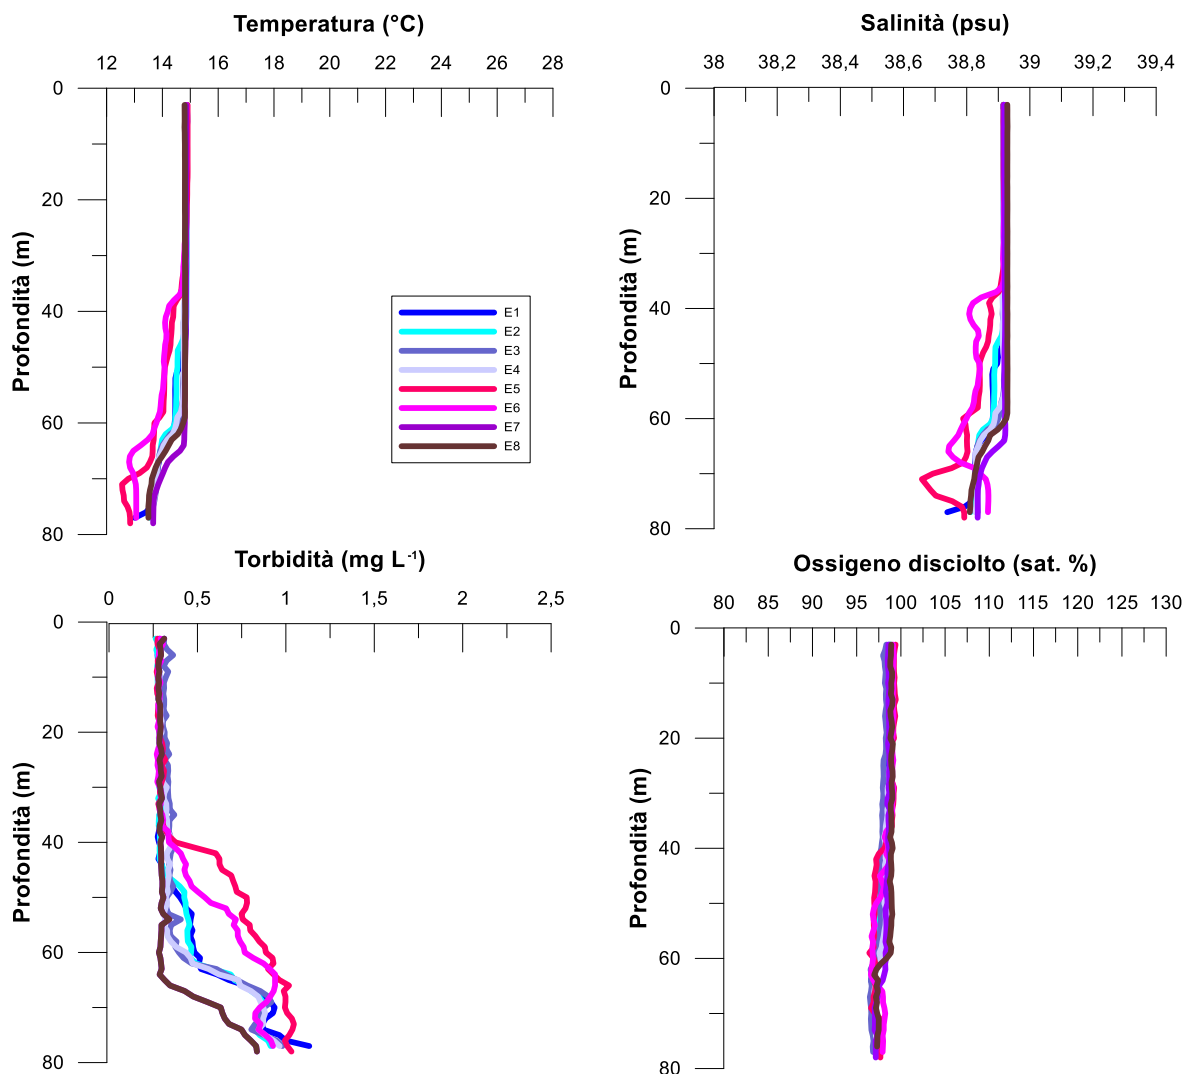 Temperatura (°C)
12 14 16 18 20 22 24 26 28
0
20
40
60
80
Profondità (m)
E1
E2
E3
E4
E5
E6
E7
E8
Salinità (psu)
38 38,2 38,4 38,6 38,8 39 39,2 39,4
0
20
40
60
80
Profondità (m)
Torbidità (mg L-1)
0 0,5 1 1,5 2 2,5
0
20
40
60
80
Profondità (m)
Ossigeno disciolto (sat. %)
80 85 90 95 100 105 110 115 120 125 130
0
20
40
60
80
Profondità (m)